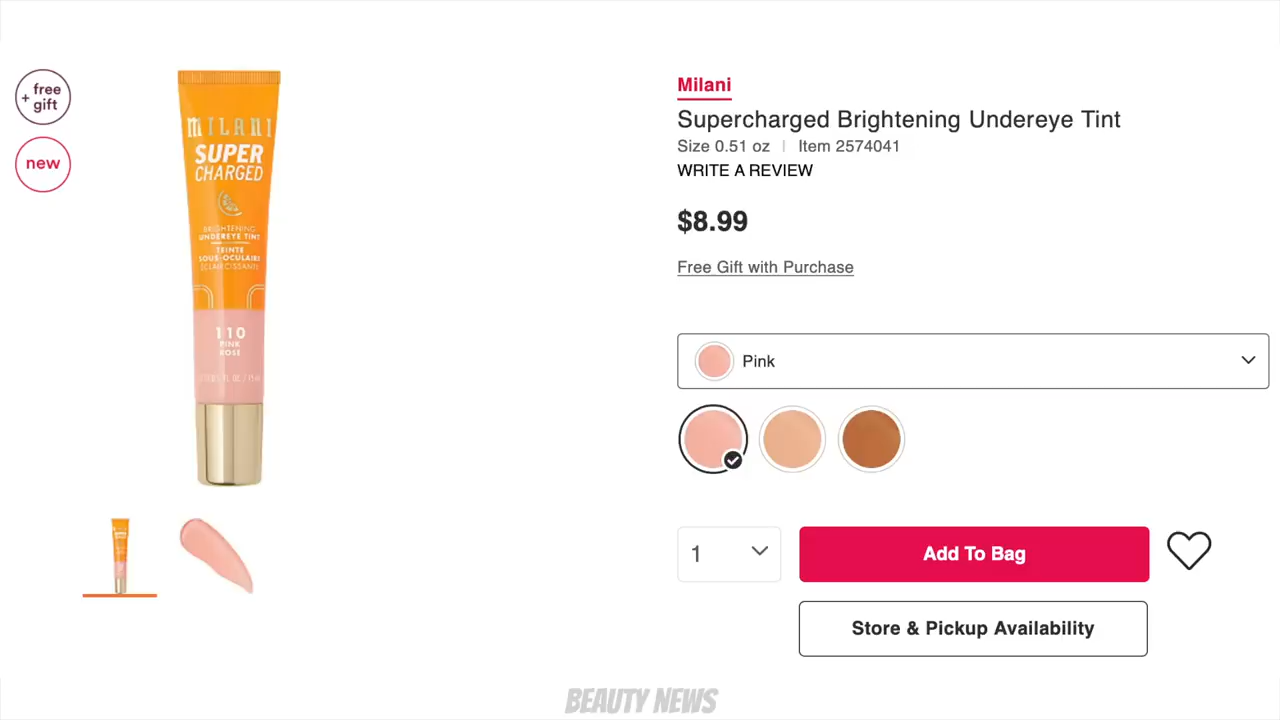 + free
gift
new
MILANI
SUPER
CHARGED
BRIGHTENING
UNDEREYE TINT
TEINTE
SOUS-OCULAIRE
ÉCLAIRCISSANTE
110
PINK
ROSE
Milani
Supercharged Brightening Undereye Tint
Size 0.51 oz | Item 2574041
WRITE A REVIEW
$8.99
Free Gift with Purchase
Pink
1
Add To Bag
Store & Pickup Availability
BEAUTY NEWS